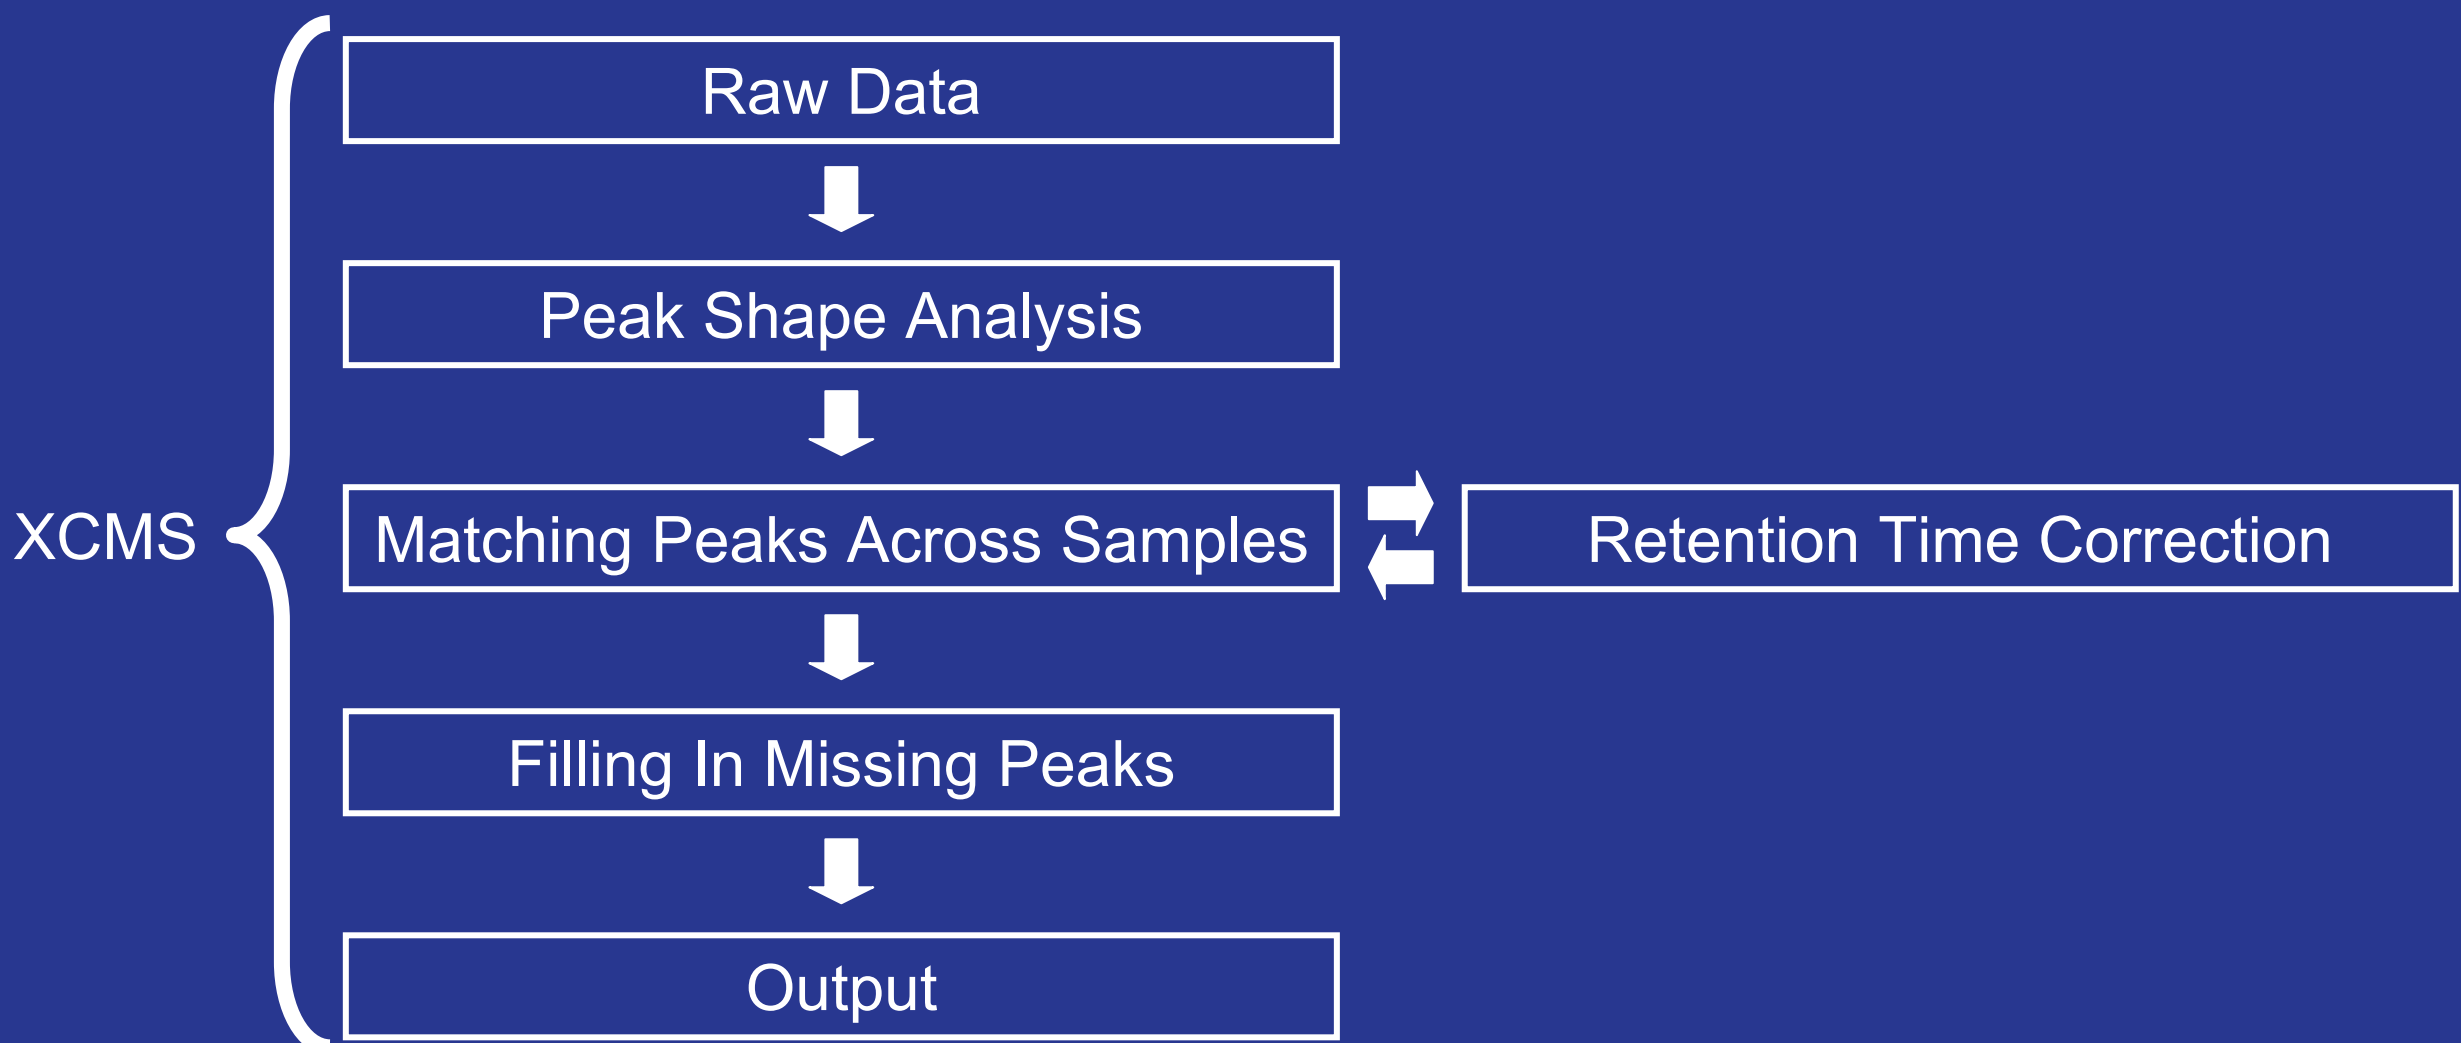 Raw Data
Peak Shape Analysis
XCMS
Matching Peaks Across Samples
Retention Time Correction
Filling In Missing Peaks
Output